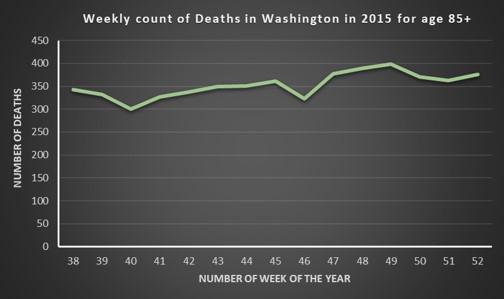 Weekly count of Deaths in Washington in 2015 for age 85+
450
400
350
300
250
200
150
100
50
0
NUMBER OF DEATHS
38 39 40 41 42 43 44 45 46 47 48 49 50 51 52
NUMBER OF WEEK OF THE YEAR